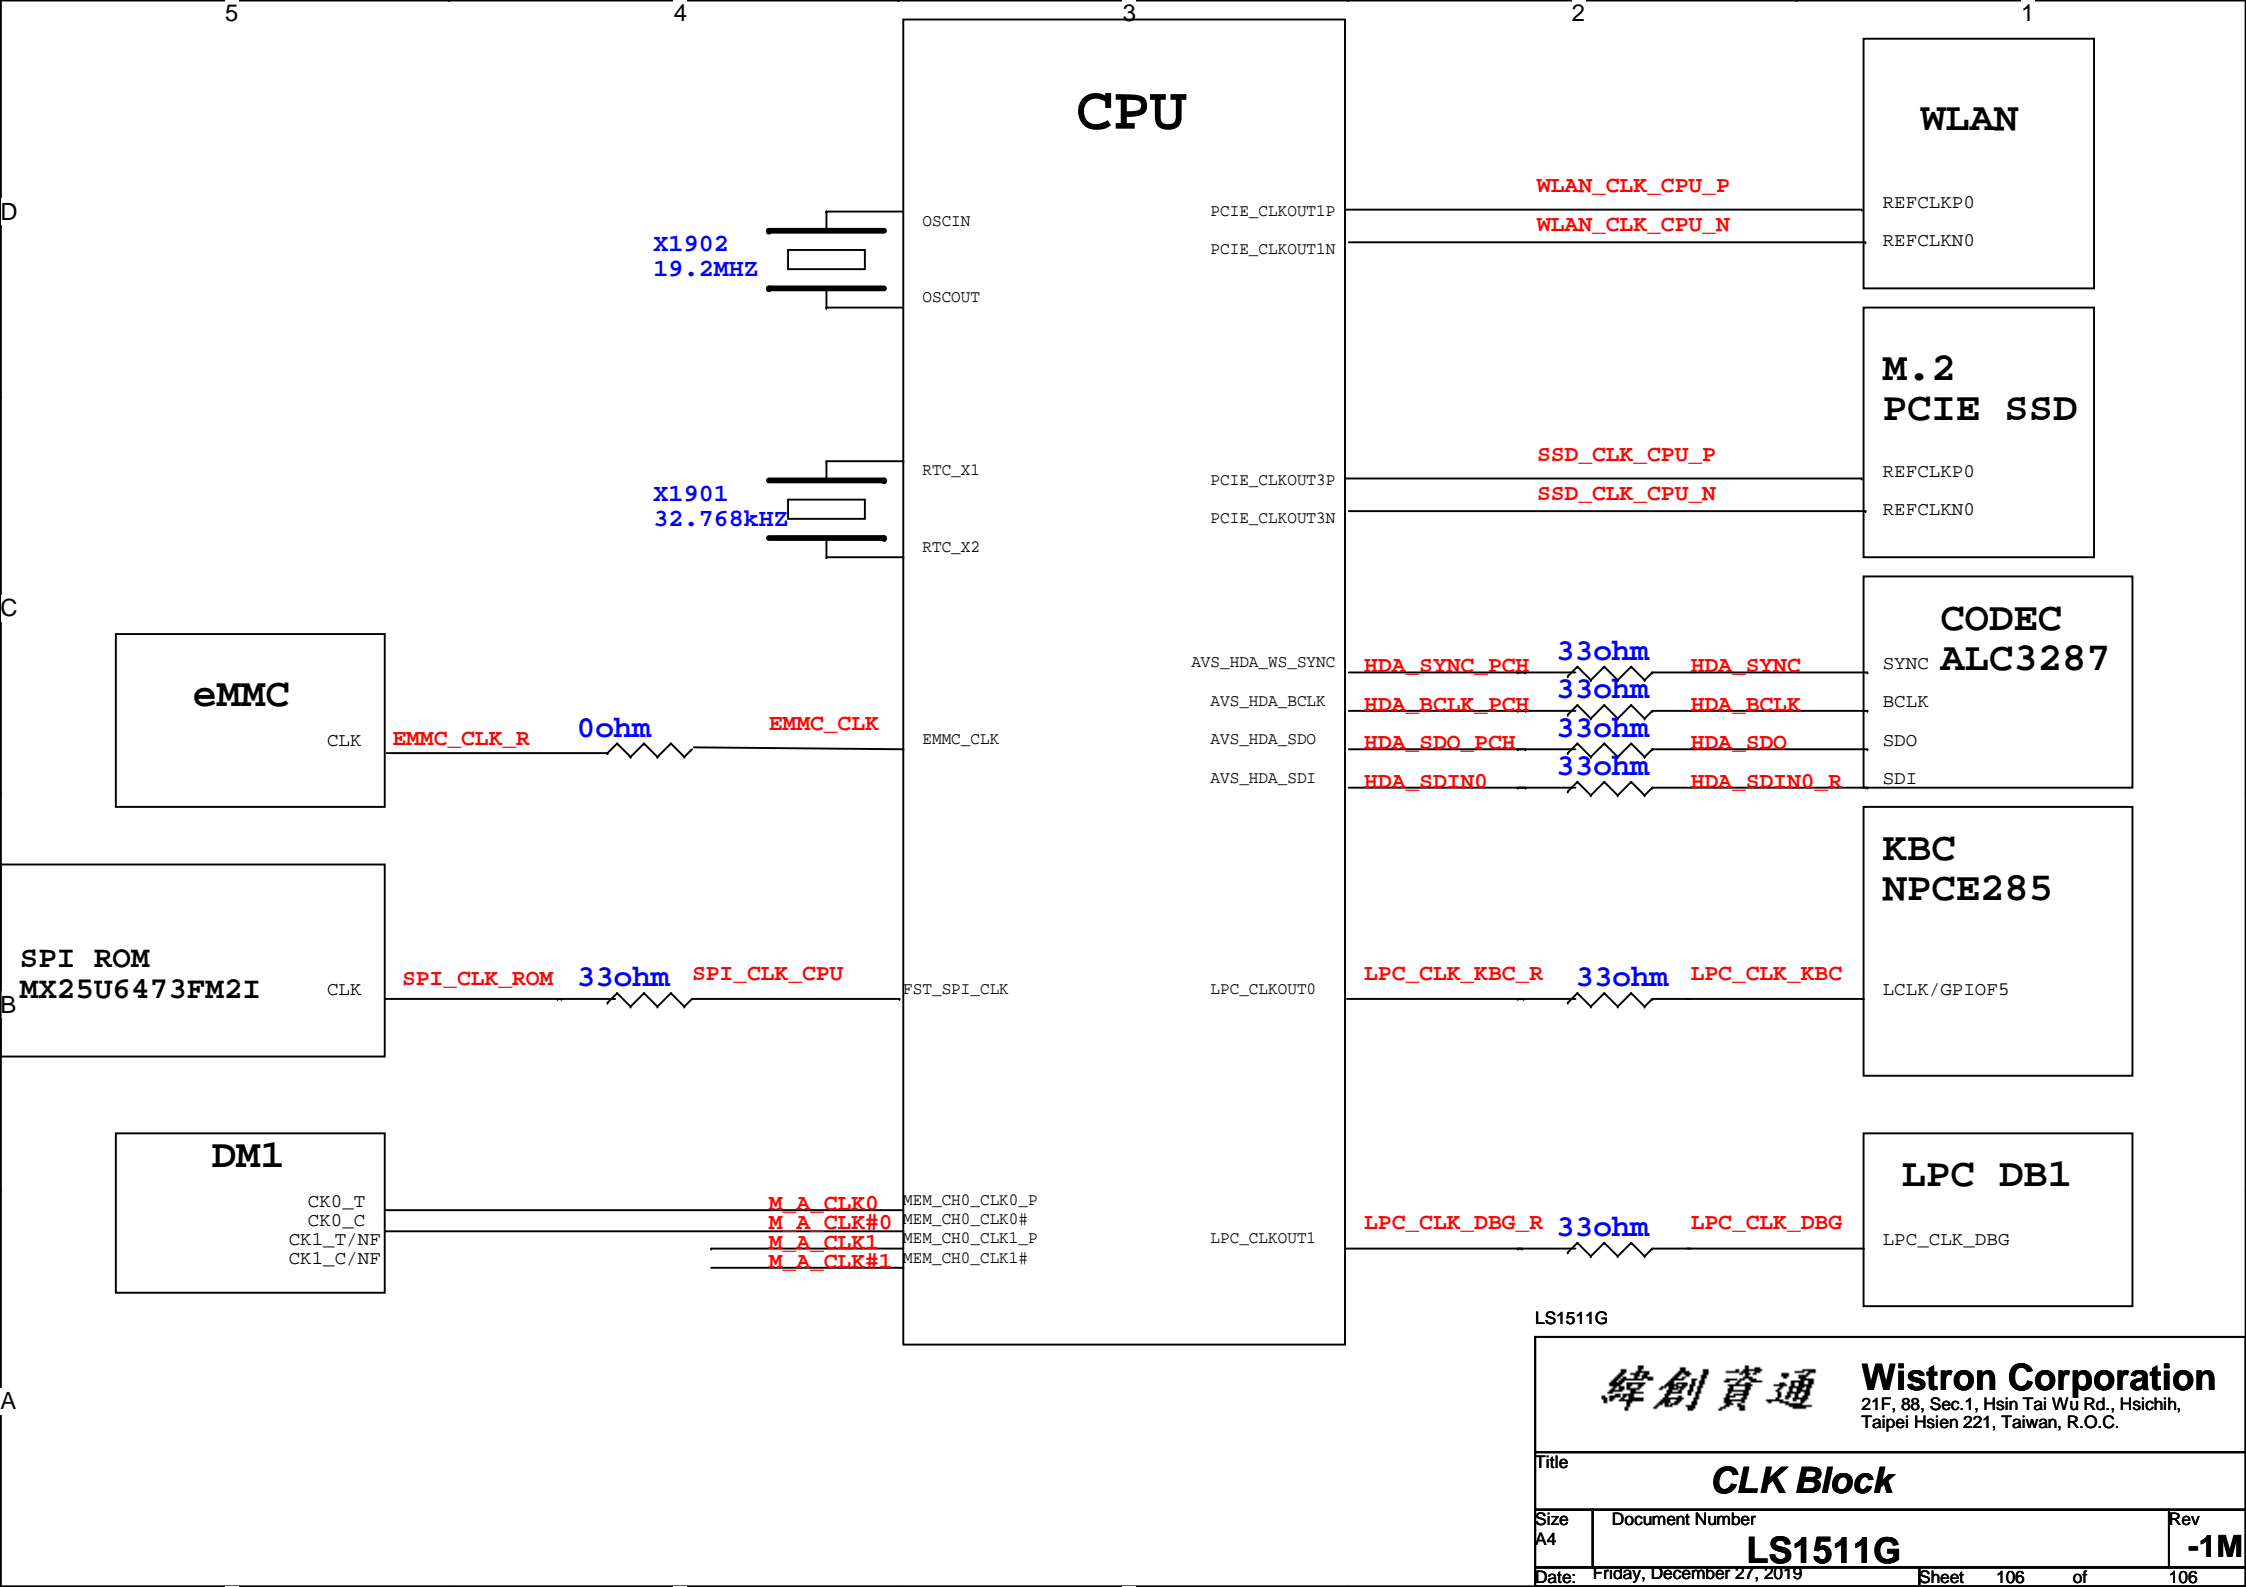 5 4 3 2 1
D
C
B
A
CPU
OSCIN
X1902
19.2MHZ
OSCOUT
RTC_X1
X1901
32.768kHZ
RTC_X2
eMMC
CLK
EMMC_CLK_R
0ohm
EMMC_CLK
EMMC_CLK
SPI ROM
MX25U6473FM2I
CLK
SPI_CLK_ROM
33ohm
SPI_CLK_CPU
FST_SPI_CLK
DM1
CK0_T
CK0_C
CK1_T/NF
CK1_C/NF
M_A_CLK0
M_A_CLK#0
M_A_CLK1
M_A_CLK#1
MEM_CH0_CLK0_P
MEM_CH0_CLK0#
MEM_CH0_CLK1_P
MEM_CH0_CLK1#
PCIE_CLKOUT1P
PCIE_CLKOUT1N
WLAN_CLK_CPU_P
WLAN_CLK_CPU_N
WLAN
REFCLKP0
REFCLKN0
PCIE_CLKOUT3P
PCIE_CLKOUT3N
SSD_CLK_CPU_P
SSD_CLK_CPU_N
M.2
PCIE SSD
REFCLKP0
REFCLKN0
AVS_HDA_WS_SYNC
AVS_HDA_BCLK
AVS_HDA_SDO
AVS_HDA_SDI
HDA_SYNC_PCH 33ohm HDA_SYNC
HDA_BCLK_PCH 33ohm HDA_BCLK
HDA_SDO_PCH 33ohm HDA_SDO
HDA_SDIN0 33ohm HDA_SDIN0_R
CODEC
ALC3287
SYNC
BCLK
SDO
SDI
LPC_CLKOUT0
LPC_CLK_KBC_R 33ohm LPC_CLK_KBC
KBC
NPCE285
LCLK/GPIOF5
LPC_CLKOUT1
LPC_CLK_DBG_R 33ohm LPC_CLK_DBG
LPC DB1
LPC_CLK_DBG
LS1511G
緯創資通
Wistron Corporation
21F, 88, Sec.1, Hsin Tai Wu Rd., Hsichih,
Taipei Hsien 221, Taiwan, R.O.C.
Title
CLK Block
Size
A4
Document Number
LS1511G
Rev
-1M
Date: Friday, December 27, 2019
Sheet 106 of 106